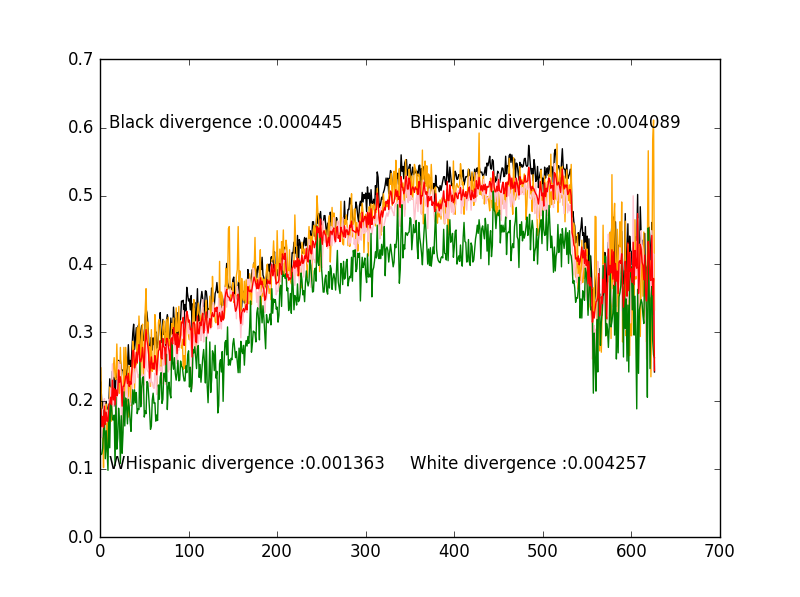 0.7
0.6
Black divergence :0.000445
BHispanic divergence :0.004089
0.5
0.4
0.3
0.2
0.1
WHispanic divergence :0.001363
White divergence :0.004257
0.0
0 100 200 300 400 500 600 700